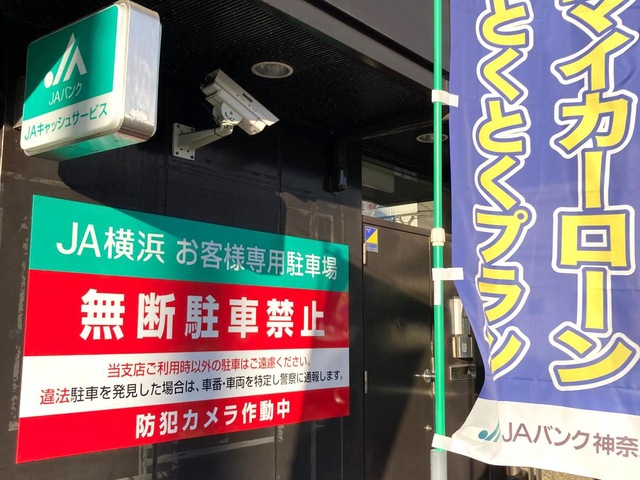 JA
JAバンク
JAキャッシュサービス
JA横浜 お客様専用駐車場
無断駐車禁止
当支店ご利用時以外の駐車はご遠慮ください。
違法駐車を発見した場合は、車番・車両を特定し警察に通報します。
防犯カメラ作動中
マイカーローン
とくとくプラン
JAバンク神奈